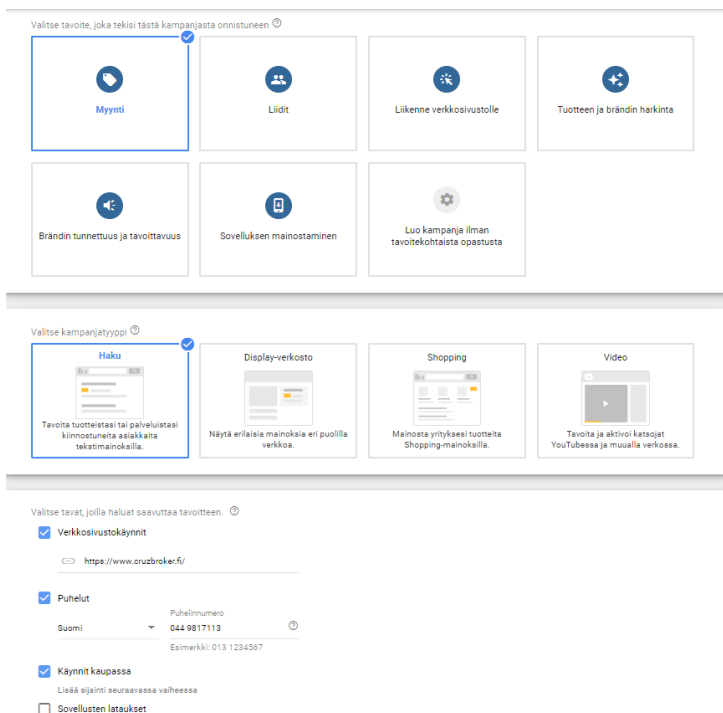 Valitse tavoite, joka tekisi tästä kampanjasta onnistuneen
Myynti
Liidit
Liikenne verkkosivustolle
Tuotteen ja brändin harkinta
Brändin tunnettuus ja tavoittavuus
Sovelluksen mainostaminen
Luo kampanja ilman
tavoitekohtaista opastusta
Valitse kampanjatyyppi
Haku
Tavoita tuotteistasi tai palveluistasi
kiinnostuneita asiakkaita
tekstimainoksilla.
Display-verkosto
Näytä erilaisia mainoksia eri puolilla
verkkoa.
Shopping
Mainosta yrityksesi tuotteita
Shopping-mainoksilla.
Video
Tavoita ja aktivoi katsojat
YouTubessa ja muualla verkossa.
Valitse tavat, joilla haluat saavuttaa tavoitteen.
Verkkosivustokäynnit
https://www.cruzbroker.fi/
Puhelut
Puhelinnumero
Suomi
044 9817113
Esimerkki: 013 1234567
Käynnit kaupassa
Lisää sijainti seuraavassa vaiheessa
Sovellusten lataukset